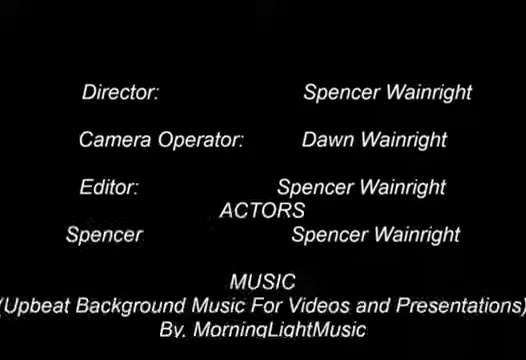 Director: Spencer Wainright
Camera Operator: Dawn Wainright
Editor: Spencer Wainright
ACTORS
Spencer Spencer Wainright
MUSIC
(Upbeat Background Music For Videos and Presentations)
By. MorningLightMusic